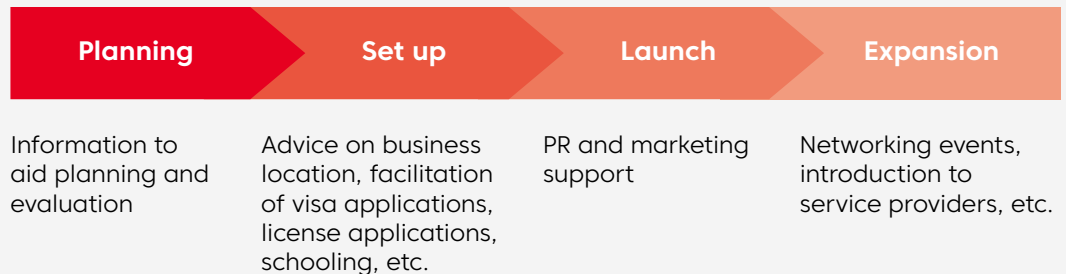 Planning
Set up
Launch
Expansion
Information to
aid planning and
evaluation
Advice on business
location, facilitation
of visa applications,
license applications,
schooling, etc.
PR and marketing
support
Networking events,
introduction to
service providers, etc.